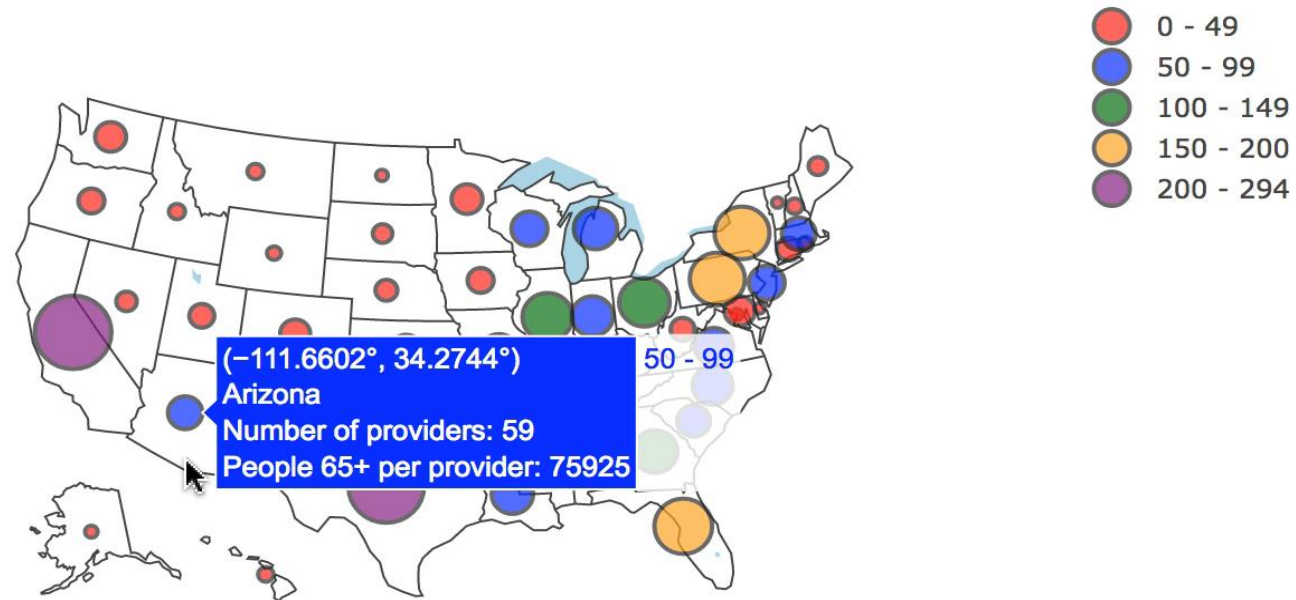 0 - 49
50 - 99
100 - 149
150 - 200
200 - 294
(−111.6602°, 34.2744°)
Arizona
Number of providers: 59
People 65+ per provider: 75925
50 - 99